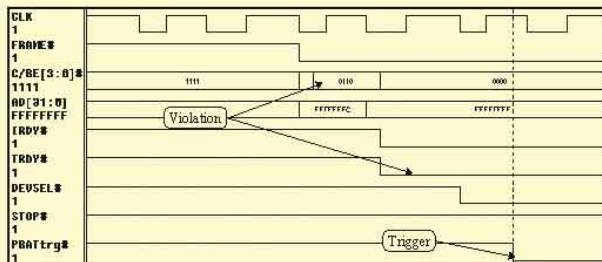 CLK
1
FRAME#
1
C/BE[3:0]#
1111
1111
0110
0000
AD[31:0]
FFFFFFFF
FFFFFFFC
FFFFFFFF
Violation
IRDY#
1
TRDY#
1
DEVSEL#
1
STOP#
1
PBATtrg#
1
Trigger